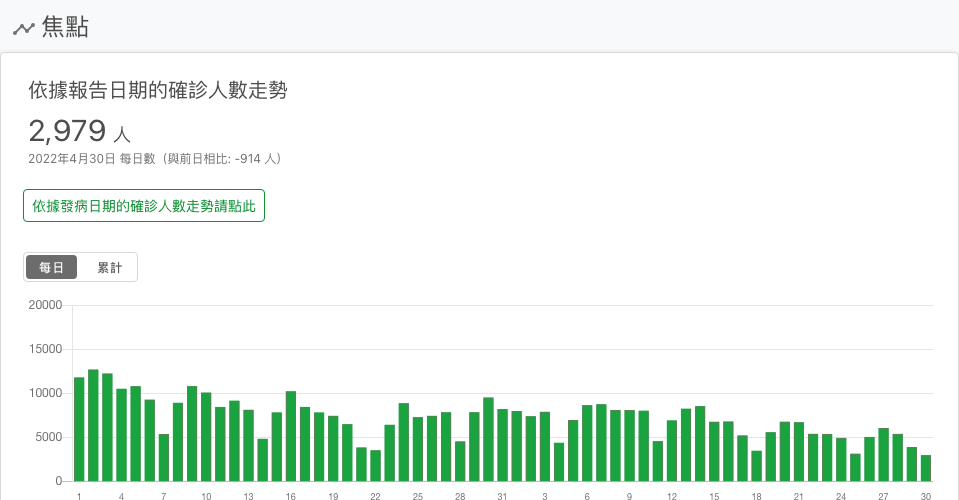 焦點
依據報告日期的確診人數走勢
2,979 人
2022年4月30日 每日數（與前日相比: -914 人）
依據發病日期的確診人數走勢請點此
每日 累計
20000
15000
10000
5000
0
1 4 7 10 13 16 19 22 25 28 31 3 6 9 12 15 18 21 24 27 30